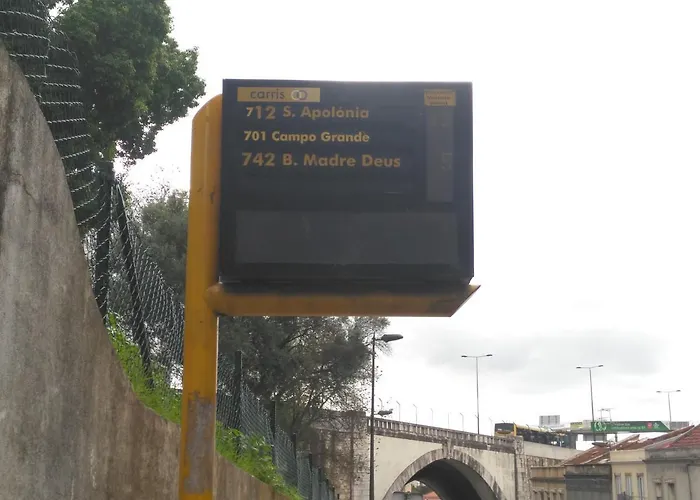 carris
712 S. Apolónia
701 Campo Grande
742 B. Madre Deus